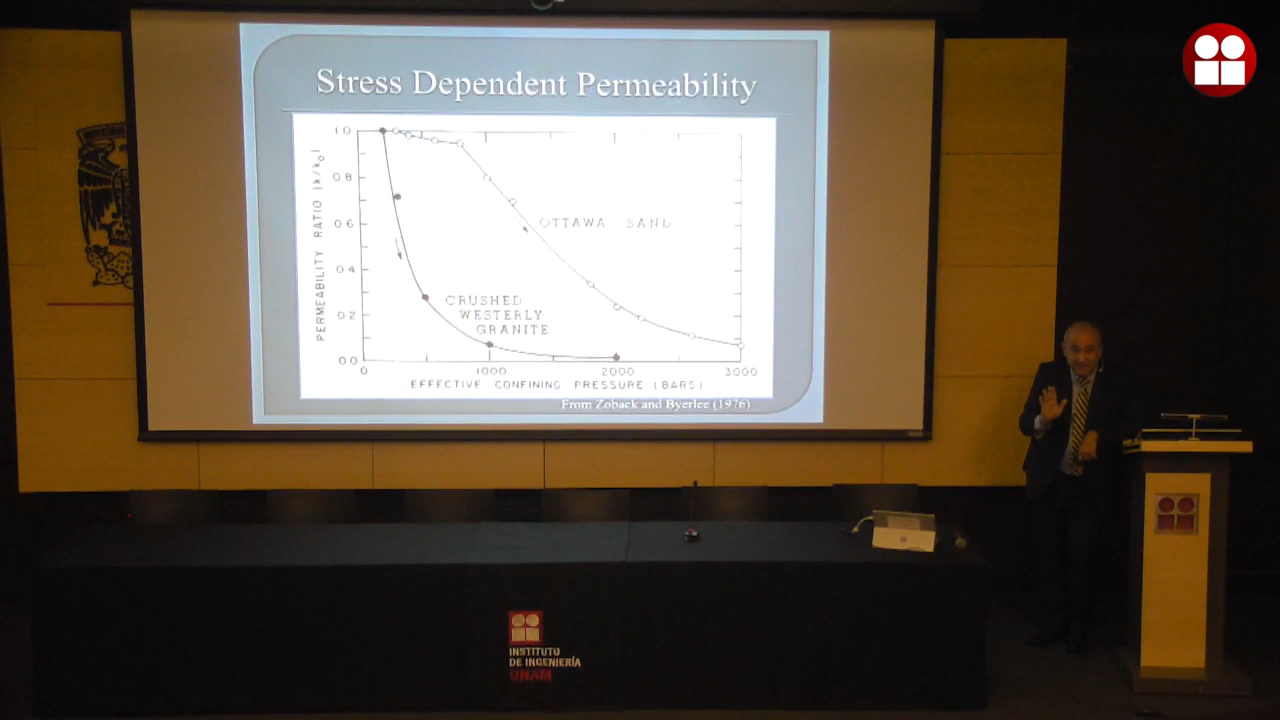 Stress Dependent Permeability
PERMEABILITY RATIO [k/ko]
1.0
0.8
0.6
0.4
0.2
0.0
OTTAWA SAND
CRUSHED
WESTERLY
GRANITE
0 1000 2000 3000
EFFECTIVE CONFINING PRESSURE (BARS)
From Zoback and Byerlee (1976)
INSTITUTO
DE INGENIERÍA
UNAM